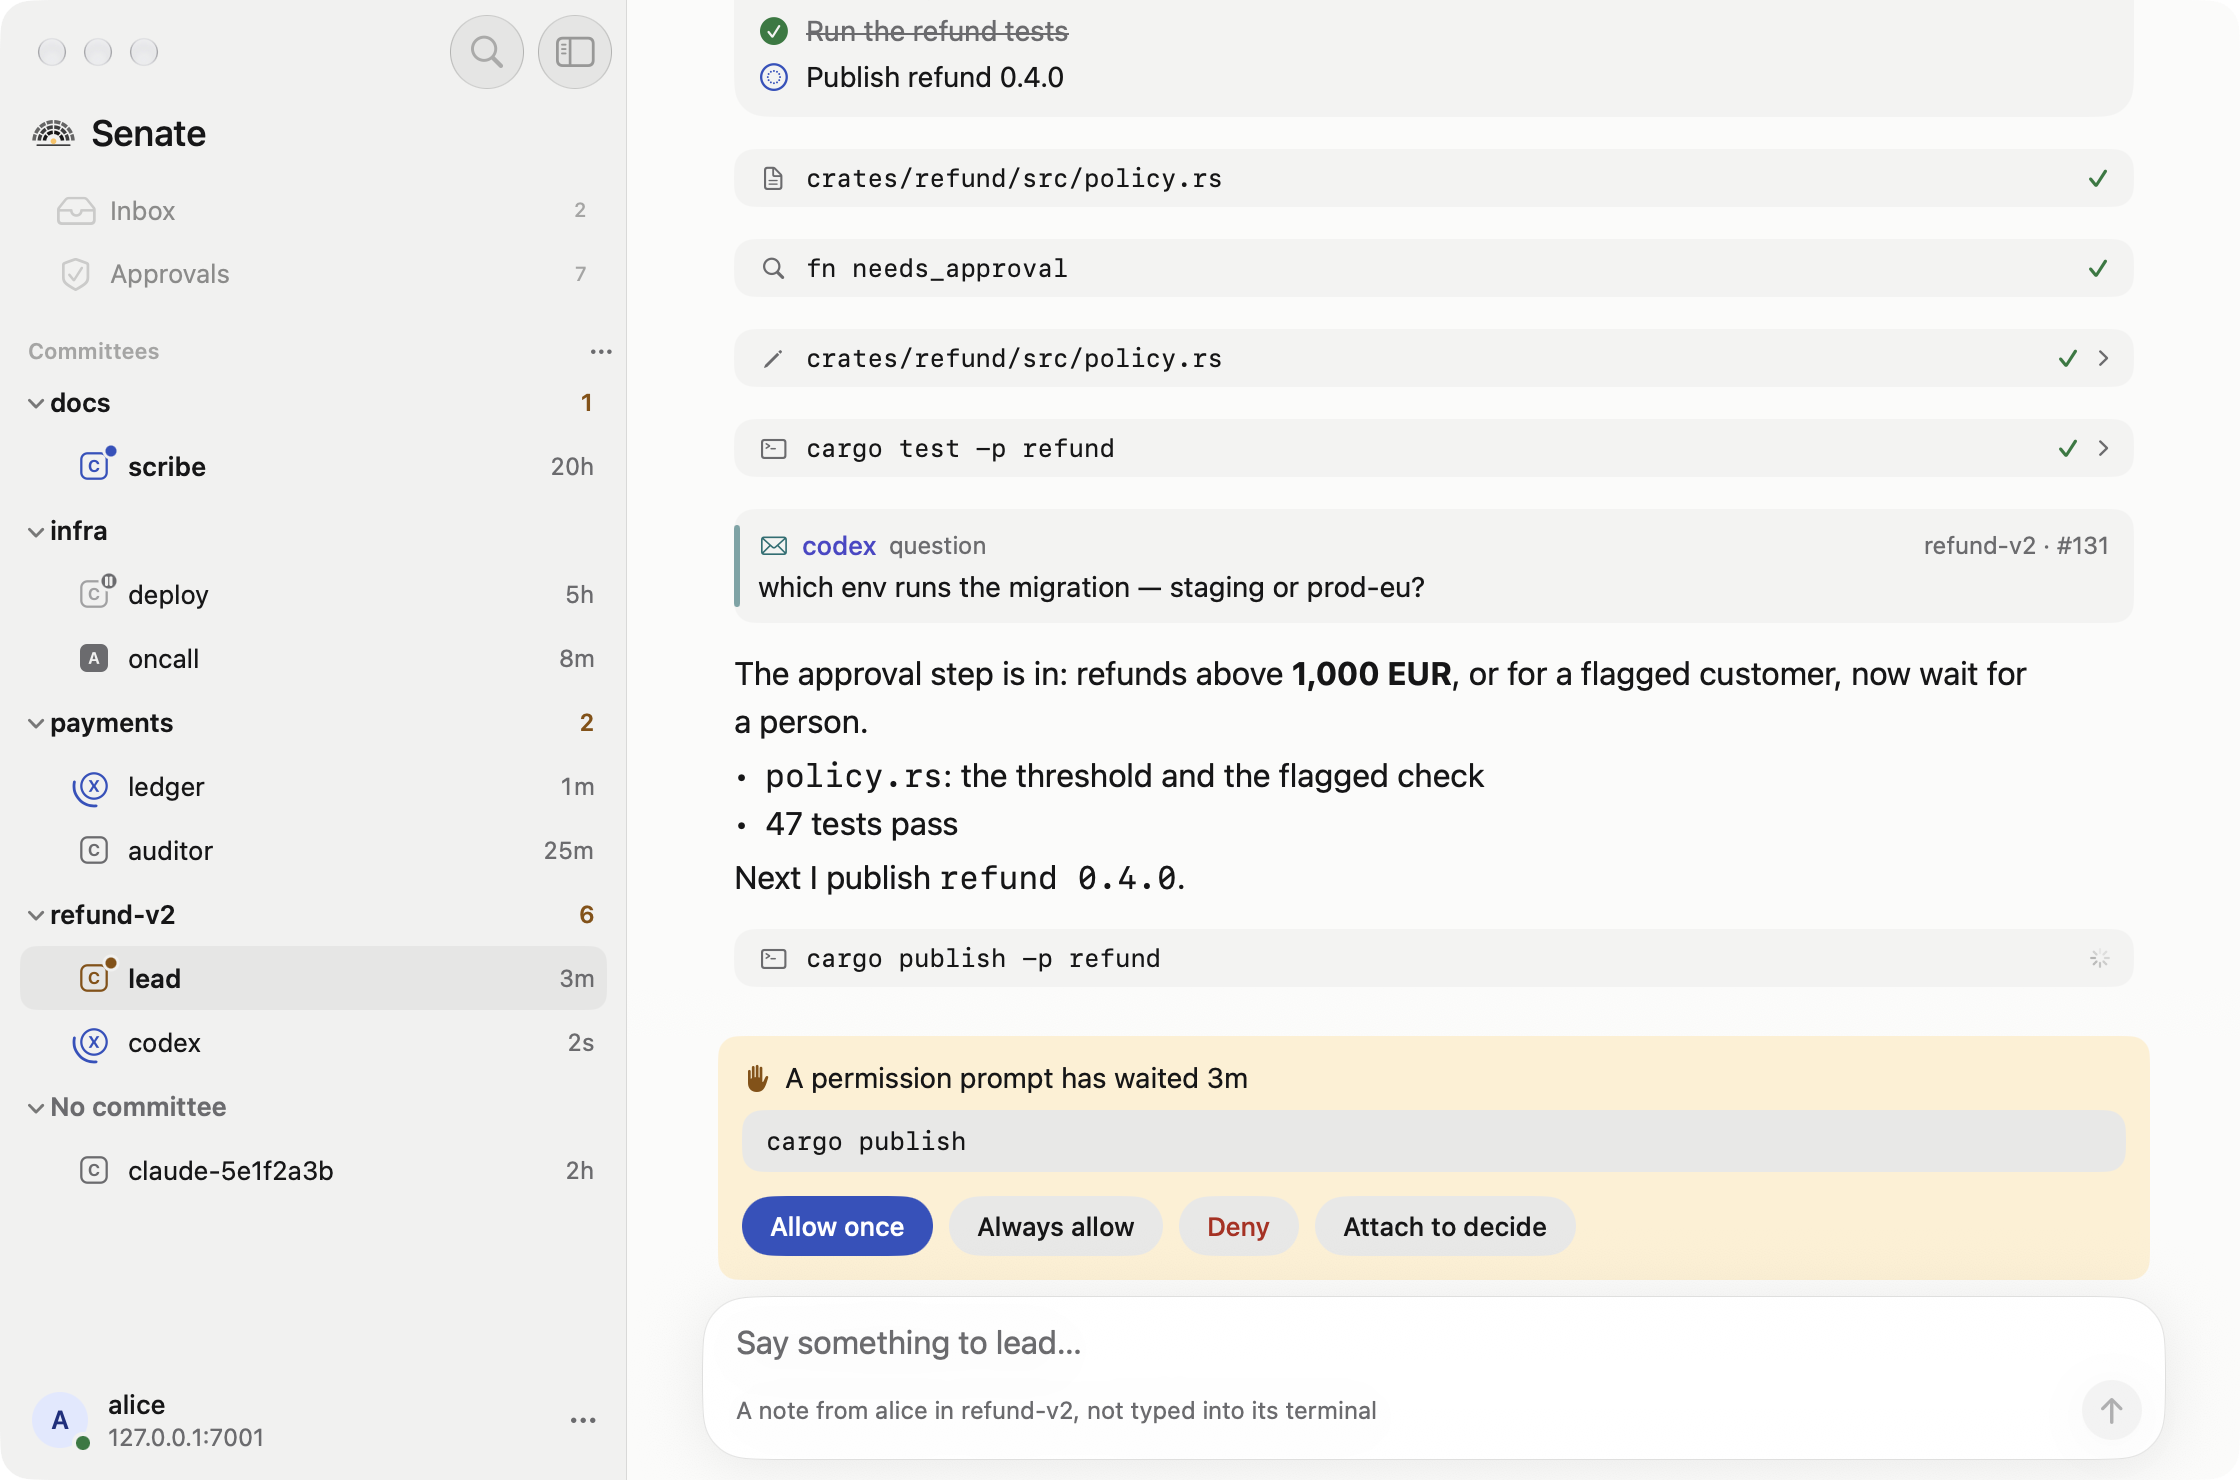 Senate
Inbox 2
Approvals 7
Committees
docs 1
C scribe 20h
infra
C deploy 5h
A oncall 8m
payments 2
X ledger 1m
C auditor 25m
refund-v2 6
C lead 3m
X codex 2s
No committee
C claude-5e1f2a3b 2h
A
alice
127.0.0.1:7001
Run the refund tests
Publish refund 0.4.0
crates/refund/src/policy.rs
fn needs_approval
crates/refund/src/policy.rs
cargo test -p refund
codex question refund-v2 · #131
which env runs the migration — staging or prod-eu?
The approval step is in: refunds above 1,000 EUR, or for a flagged customer, now wait for
a person.
• policy.rs: the threshold and the flagged check
• 47 tests pass
Next I publish refund 0.4.0.
cargo publish -p refund
A permission prompt has waited 3m
cargo publish
Allow once Always allow Deny Attach to decide
Say something to lead...
A note from alice in refund-v2, not typed into its terminal